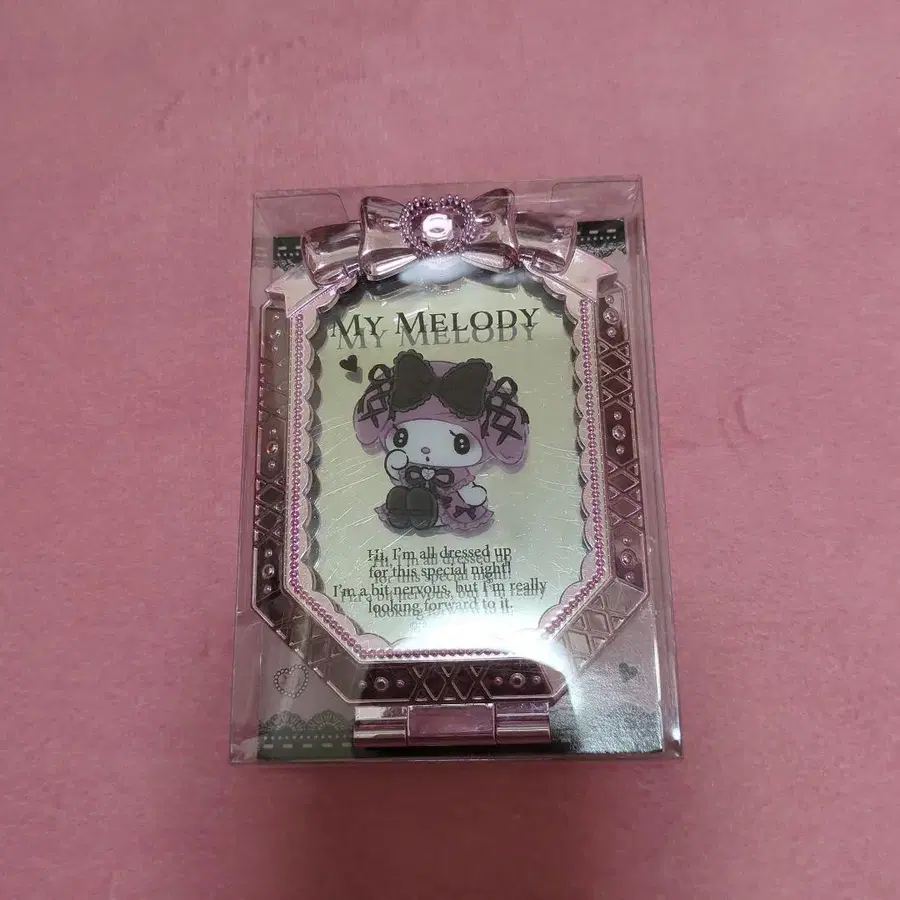 MY MELODY
Hi, I'm all dressed up
for this special night!
I'm a bit nervous, but I'm really
looking forward to it.